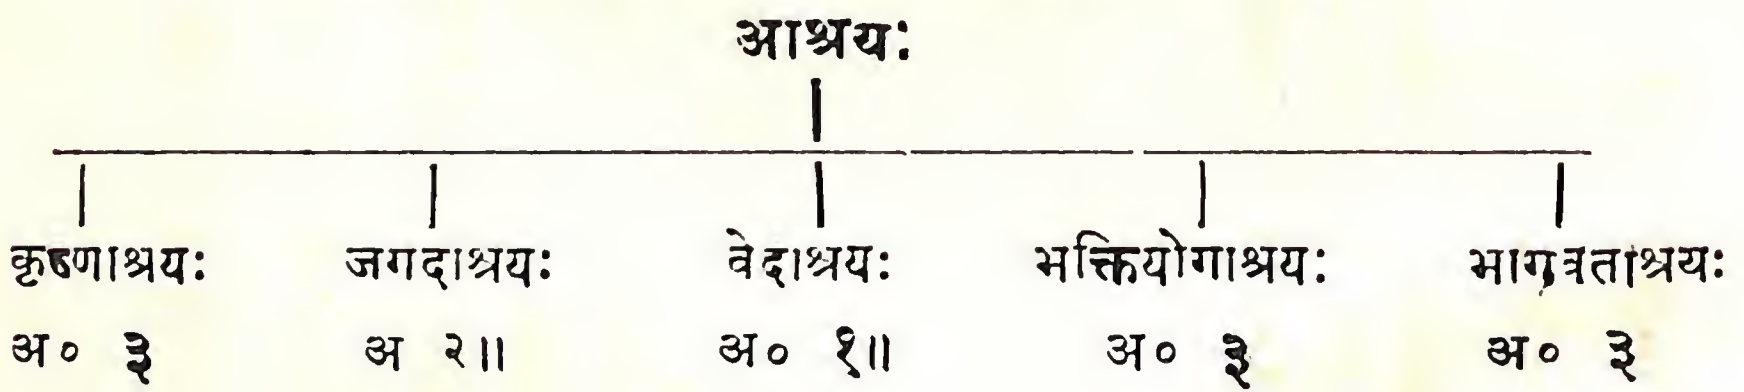 आश्रयः
कृष्णाश्रयः जगदाश्रयः वेदाश्रयः भक्तियोगाश्रयः भागवताश्रयः
अ० ३ अ २॥ अ० १॥ अ० ३ अ० ३